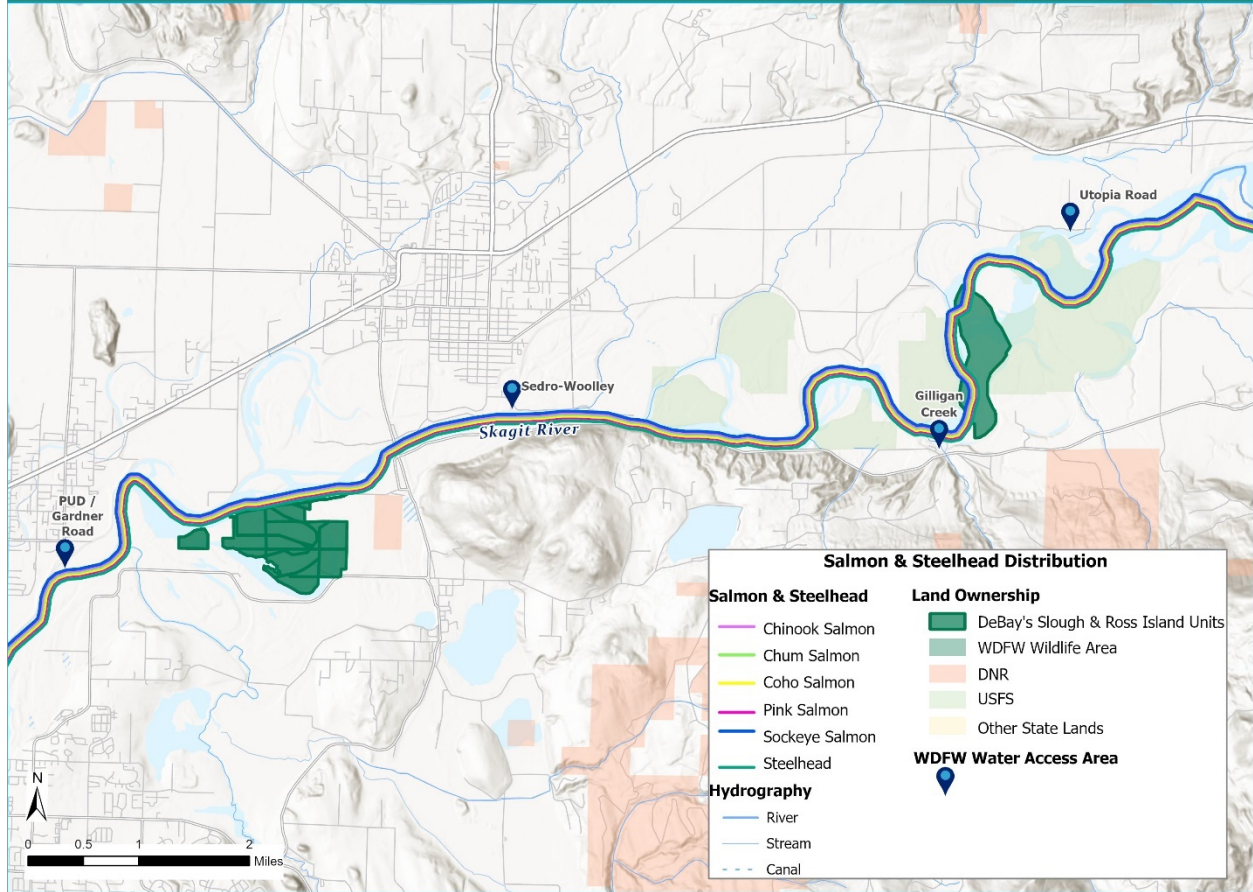 Utopia Road
Sedro-Woolley
Gilligan
Creek
Skagit River
PUD /
Gardner
Road
Salmon & Steelhead Distribution
Salmon & Steelhead
Chinook Salmon
Chum Salmon
Coho Salmon
Pink Salmon
Sockeye Salmon
Steelhead
Hydrography
River
Stream
Canal
Land Ownership
DeBay's Slough & Ross Island Units
WDFW Wildlife Area
DNR
USFS
Other State Lands
WDFW Water Access Area
N
0 0.5 1 2
Miles